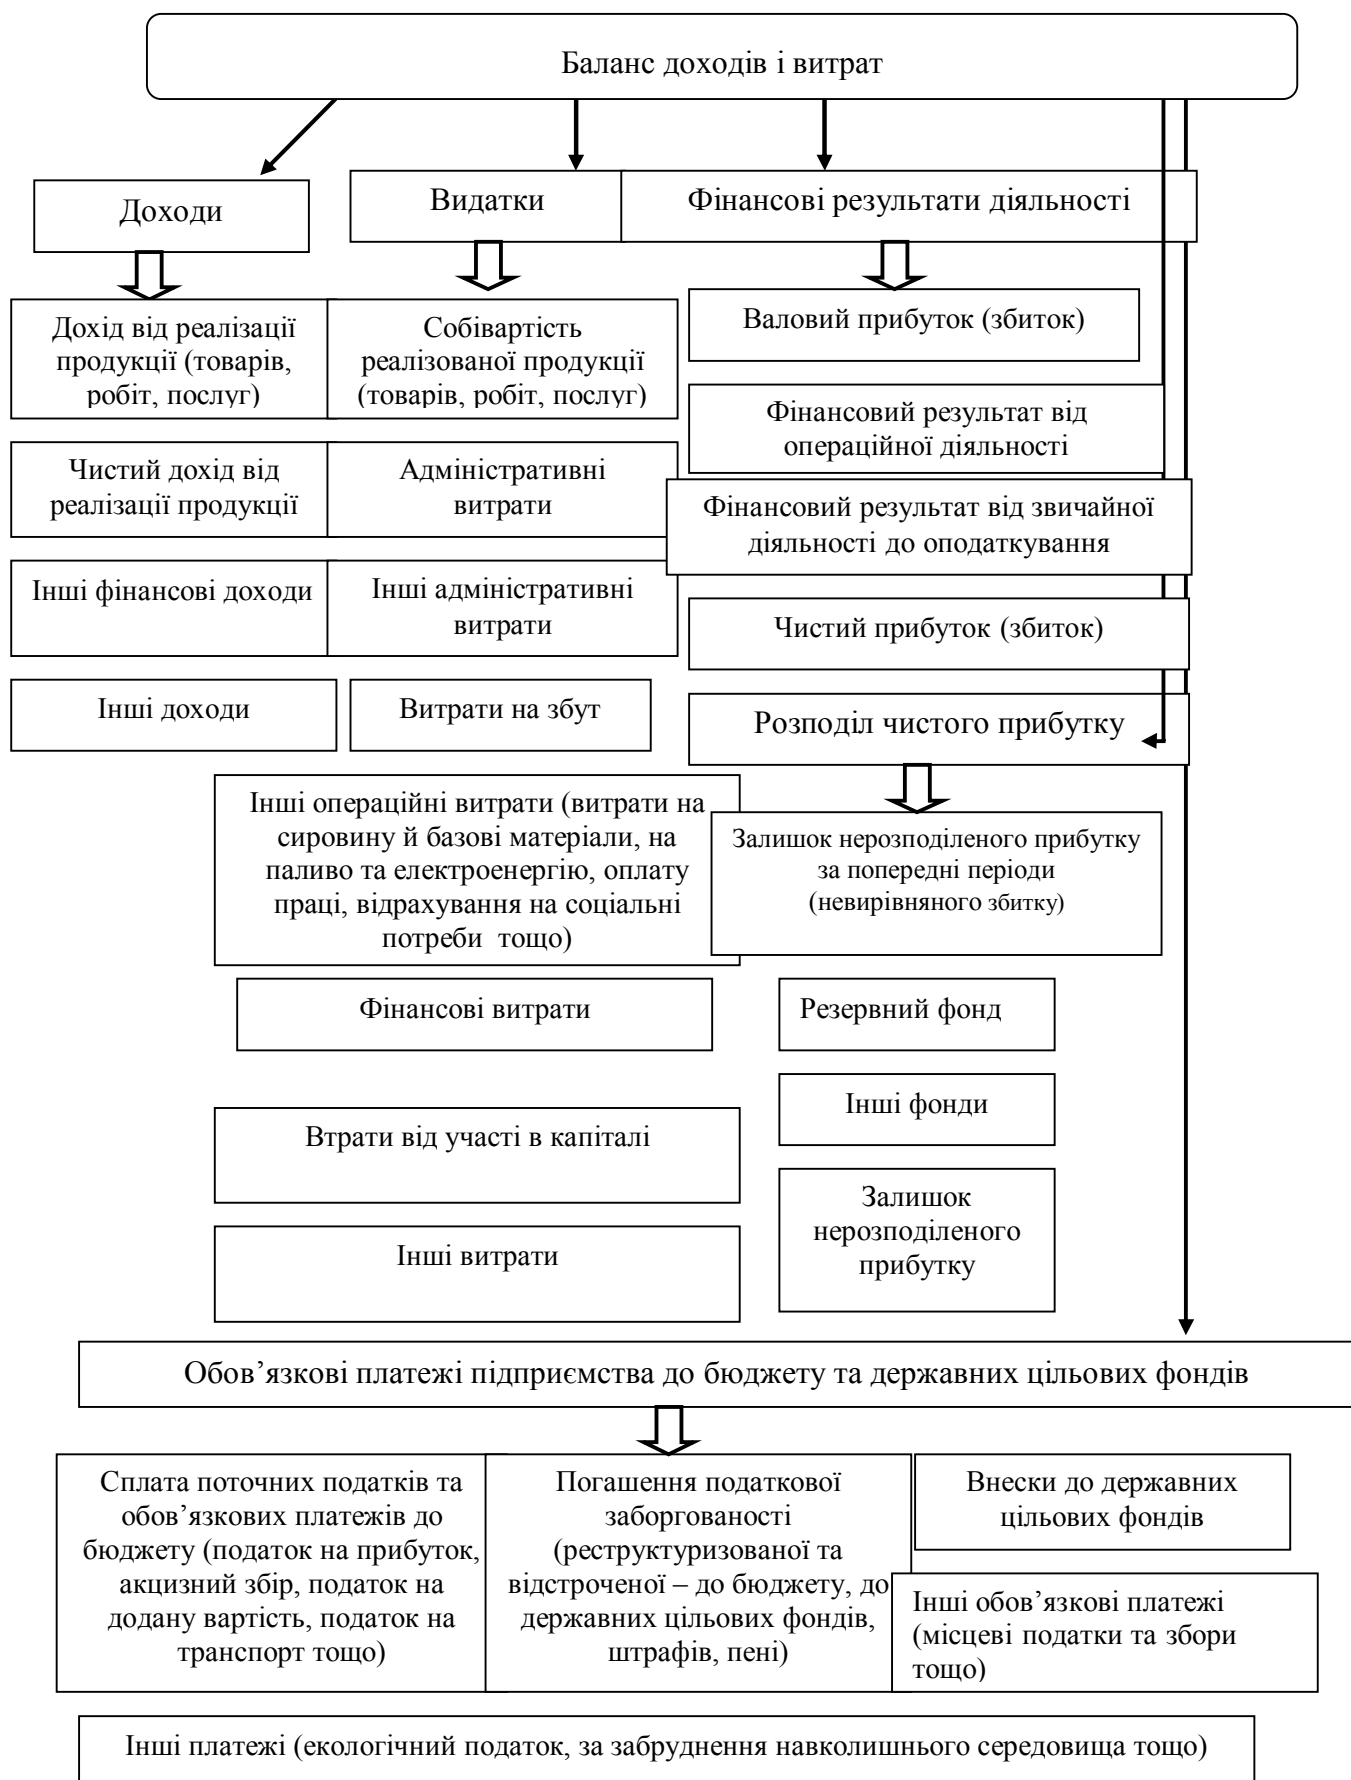 Баланс доходів і витрат
Доходи
Видатки
Фінансові результати діяльності
Дохід від реалізації
продукції (товарів,
робіт, послуг)
Собівартість
реалізованої продукції
(товарів, робіт, послуг)
Валовий прибуток (збиток)
Фінансовий результат від
операційної діяльності
Чистий дохід від
реалізації продукції
Адміністративні
витрати
Фінансовий результат від звичайної
діяльності до оподаткування
Інші фінансові доходи
Інші адміністративні
витрати
Чистий прибуток (збиток)
Інші доходи
Витрати на збут
Розподіл чистого прибутку
Інші операційні витрати (витрати на
сировину й базові матеріали, на
паливо та електроенергію, оплату
праці, відрахування на соціальні
потреби тощо)
Залишок нерозподіленого прибутку
за попередні періоди
(невирівняного збитку)
Фінансові витрати
Резервний фонд
Інші фонди
Втрати від участі в капіталі
Залишок
нерозподіленого
прибутку
Інші витрати
Обов’язкові платежі підприємства до бюджету та державних цільових фондів
Сплата поточних податків та
обов’язкових платежів до
бюджету (податок на прибуток,
акцизний збір, податок на
додану вартість, податок на
транспорт тощо)
Погашення податкової
заборгованості
(реструктуризованої та
відстроченої – до бюджету, до
державних цільових фондів,
штрафів, пені)
Внески до державних
цільових фондів
Інші обов’язкові платежі
(місцеві податки та збори
тощо)
Інші платежі (екологічний податок, за забруднення навколишнього середовища тощо)